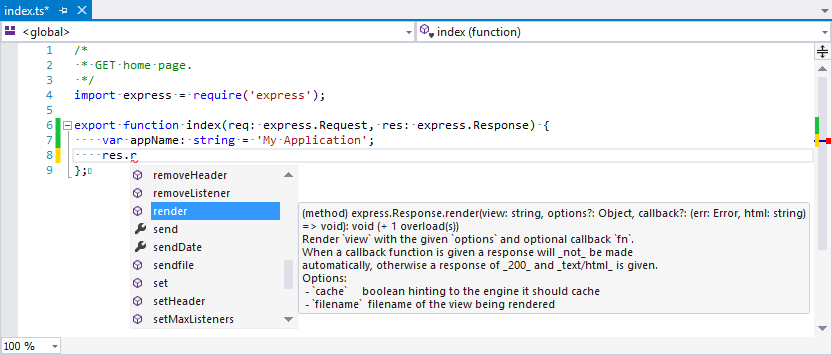 index.ts*
<global>
index (function)
1 /*
2  * GET home page.
3  */
4 import express = require('express');
5
6 export function index(req: express.Request, res: express.Response) {
7     var appName: string = 'My Application';
8     res.r
9 };
removeHeader
removeListener
render
send
sendDate
sendfile
set
setHeader
setMaxListeners
(method) express.Response.render(view: string, options?: Object, callback?: (err: Error, html: string)
=> void): void (+ 1 overload(s))
Render `view` with the given `options` and optional callback `fn`.
When a callback function is given a response will _not_ be made
automatically, otherwise a response of _200_ and _text/html_ is given.
Options:
- `cache`     boolean hinting to the engine it should cache
- `filename` filename of the view being rendered
100 %